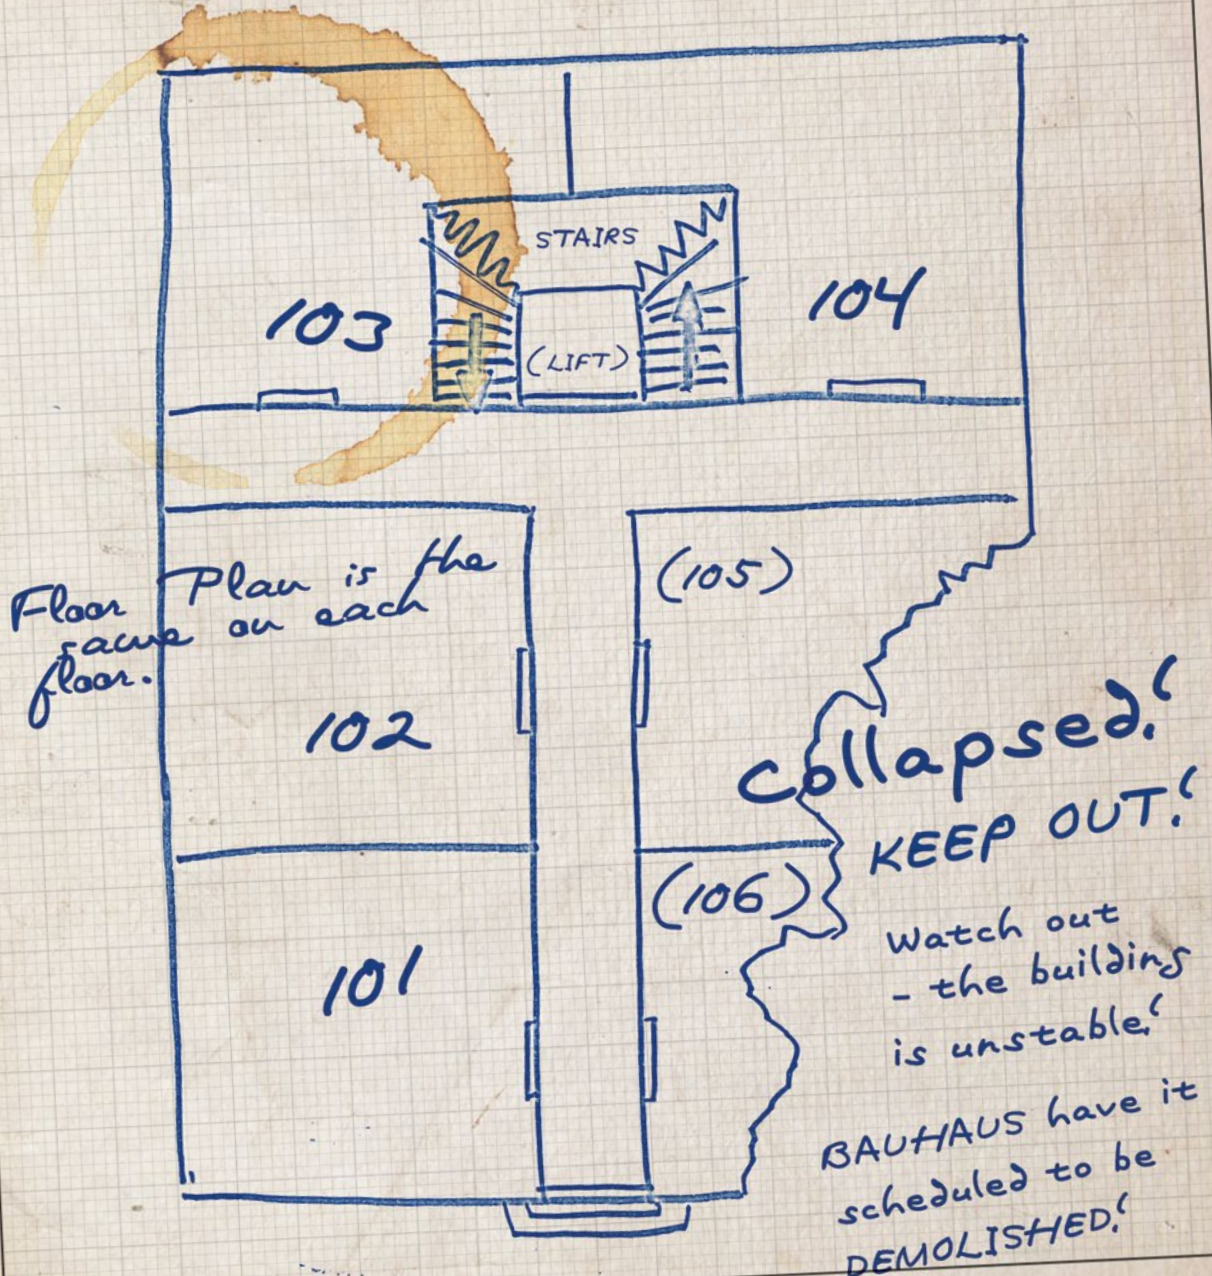 STAIRS
103
(LIFT)
104
Floor Plan is the
same on each
floor.
(105)
102
Collapsed!
KEEP OUT!
(106)
101
Watch out
- the building
is unstable!
BAUHAUS have it
scheduled to be
DEMOLISHED!